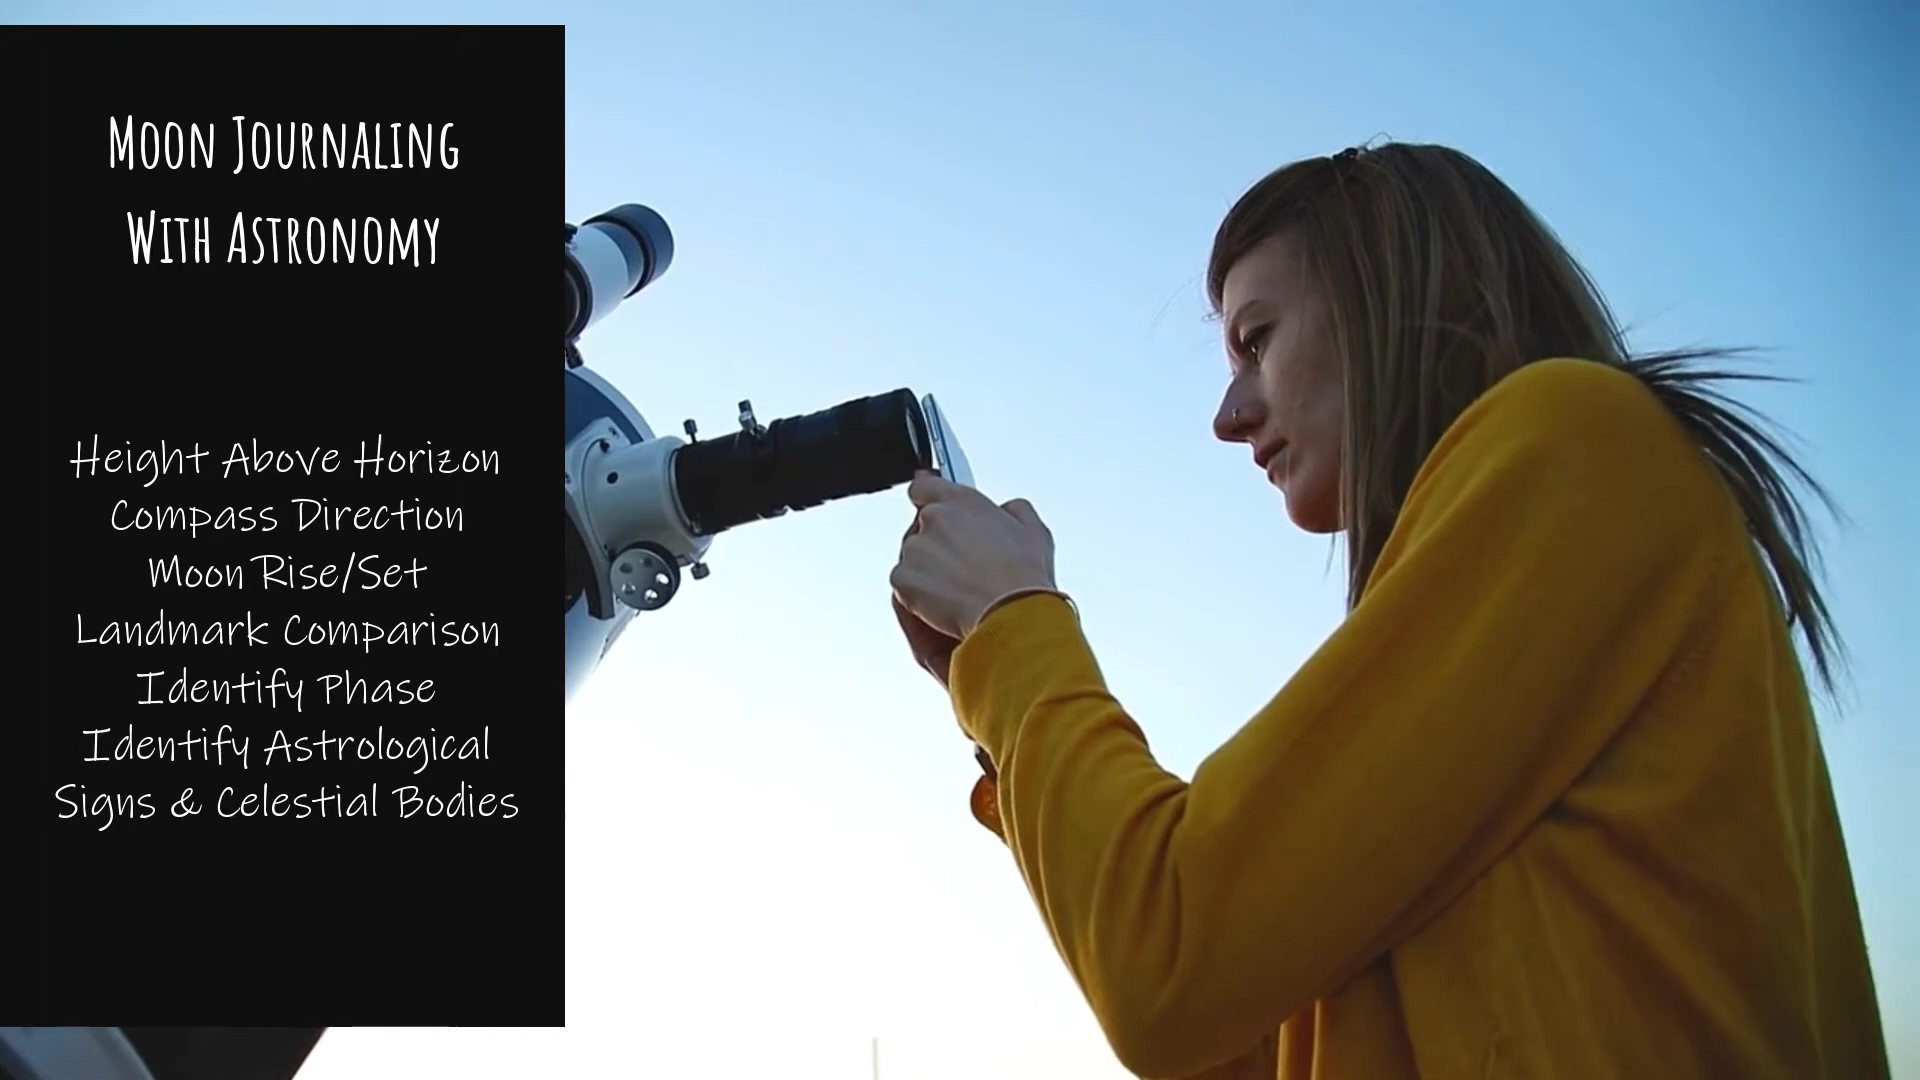 Moon Journaling
With Astronomy
Height Above Horizon
Compass Direction
Moon Rise/Set
Landmark Comparison
Identify Phase
Identify Astrological
Signs & Celestial Bodies